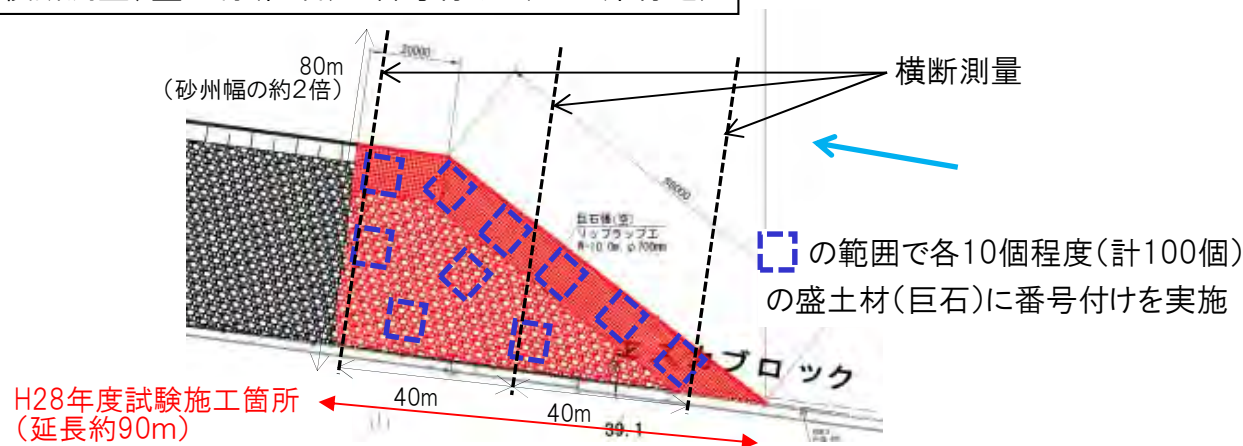 80m
(砂州幅の約2倍)
20000
横断測量
巨石積(空)
リップラップ工
の範囲で各10個程度(計100個)
の盛土材(巨石)に番号付けを実施
ブロック
H28年度試験施工箇所
(延長約90m)
40m
40m
39.1